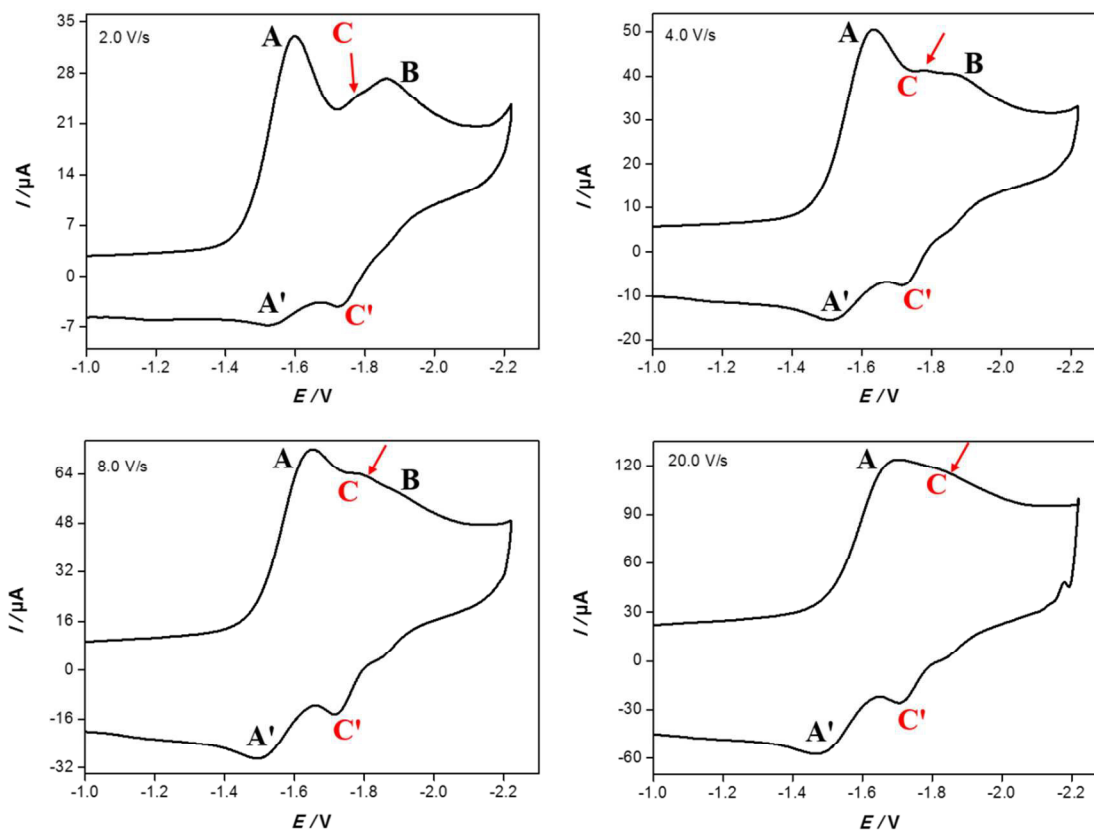 2.0 V/s
A
C
B
A'
C'
35
28
21
14
7
0
-7
I /µA
-1.0 -1.2 -1.4 -1.6 -1.8 -2.0 -2.2
E /V
4.0 V/s
A
C
B
A'
C'
50
40
30
20
10
0
-10
-20
I /µA
-1.0 -1.2 -1.4 -1.6 -1.8 -2.0 -2.2
E /V
8.0 V/s
A
C
B
A'
C'
64
48
32
16
0
-16
-32
I /µA
-1.0 -1.2 -1.4 -1.6 -1.8 -2.0 -2.2
E /V
20.0 V/s
A
C
A'
C'
120
90
60
30
0
-30
-60
I /µA
-1.0 -1.2 -1.4 -1.6 -1.8 -2.0 -2.2
E /V